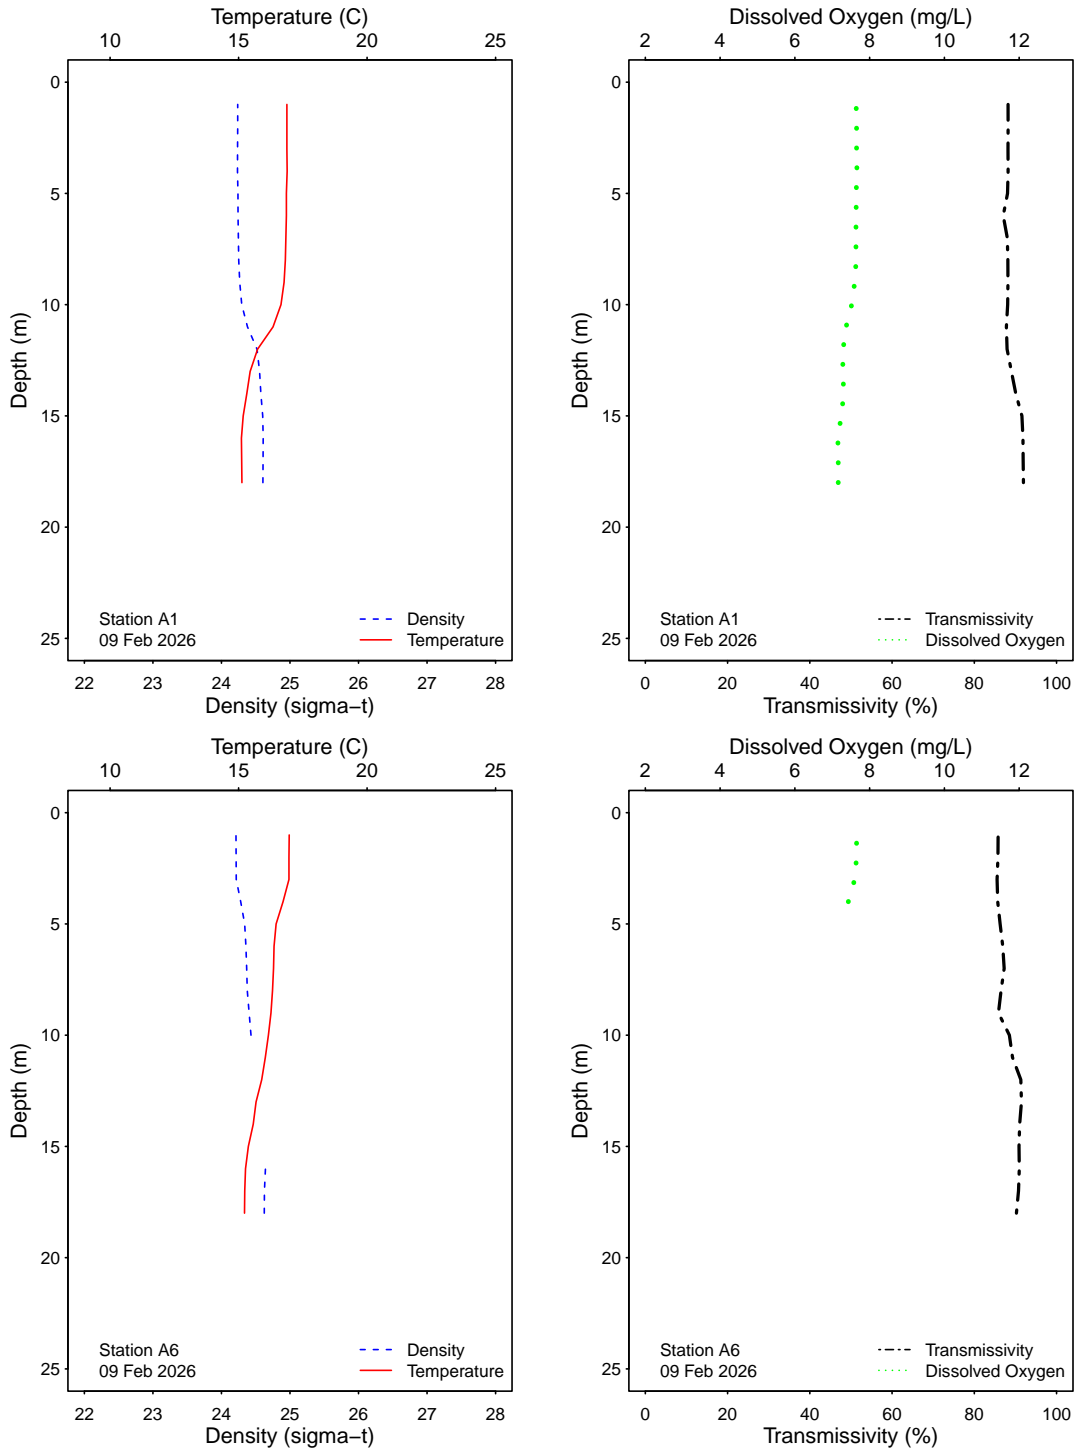 Temperature (C)
10 15 20 25
0
5
10
15
20
25
Depth (m)
Station A1
09 Feb 2026
Density
Temperature
22 23 24 25 26 27 28
Density (sigma−t)
Dissolved Oxygen (mg/L)
2 4 6 8 10 12
0
5
10
15
20
25
Depth (m)
Station A1
09 Feb 2026
Transmissivity
Dissolved Oxygen
0 20 40 60 80 100
Transmissivity (%)
Temperature (C)
10 15 20 25
0
5
10
15
20
25
Depth (m)
Station A6
09 Feb 2026
Density
Temperature
22 23 24 25 26 27 28
Density (sigma−t)
Dissolved Oxygen (mg/L)
2 4 6 8 10 12
0
5
10
15
20
25
Depth (m)
Station A6
09 Feb 2026
Transmissivity
Dissolved Oxygen
0 20 40 60 80 100
Transmissivity (%)